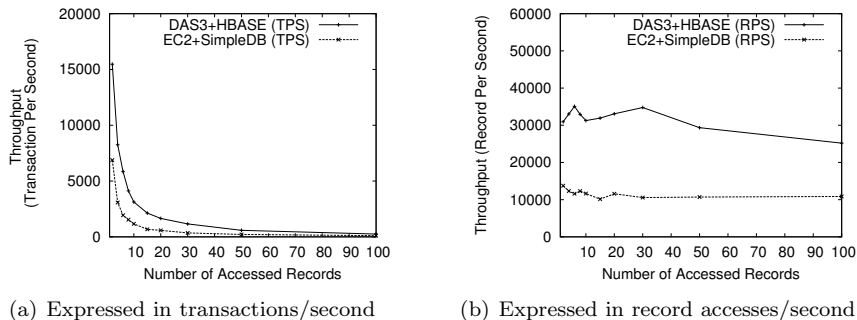 20000
15000
10000
5000
0
Throughput
(Transaction Per Second)
DAS3+HBASE (TPS)
EC2+SimpleDB (TPS)
10 20 30 40 50 60 70 80 90 100
Number of Accessed Records
(a) Expressed in transactions/second
60000
50000
40000
30000
20000
10000
0
Throughput (Record Per Second)
DAS3+HBASE (RPS)
EC2+SimpleDB (RPS)
10 20 30 40 50 60 70 80 90 100
Number of Accessed Records
(b) Expressed in record accesses/second